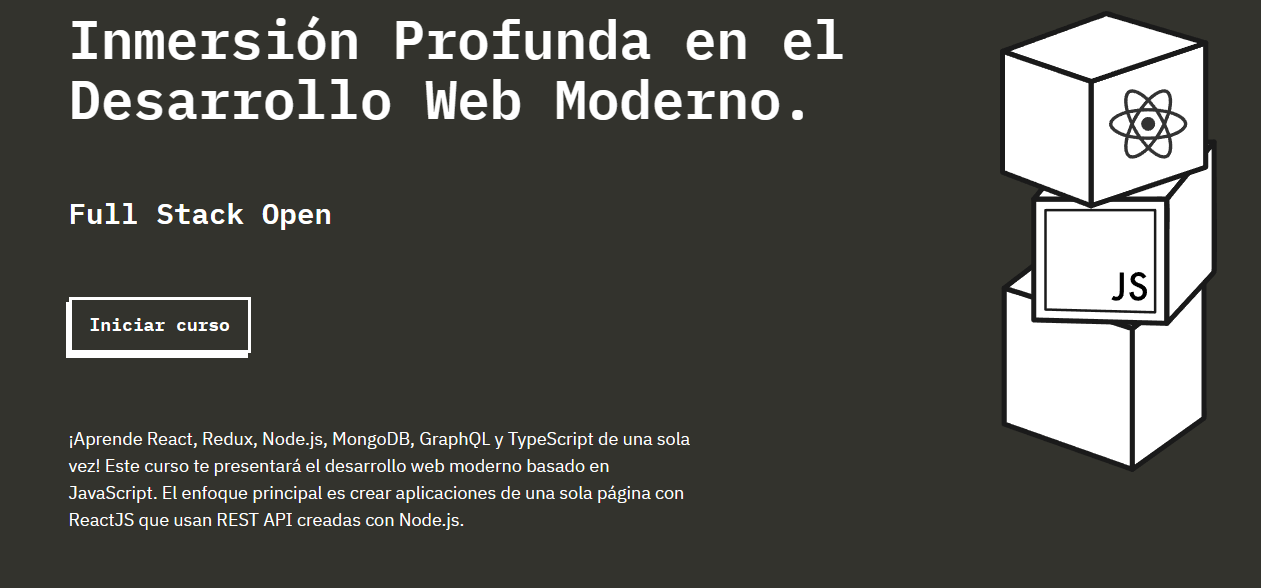 Inmersión Profunda en el
Desarrollo Web Moderno.
Full Stack Open
Iniciar curso
¡Aprende React, Redux, Node.js, MongoDB, GraphQL y TypeScript de una sola
vez! Este curso te presentará el desarrollo web moderno basado en
JavaScript. El enfoque principal es crear aplicaciones de una sola página con
ReactJS que usan REST API creadas con Node.js.
JS